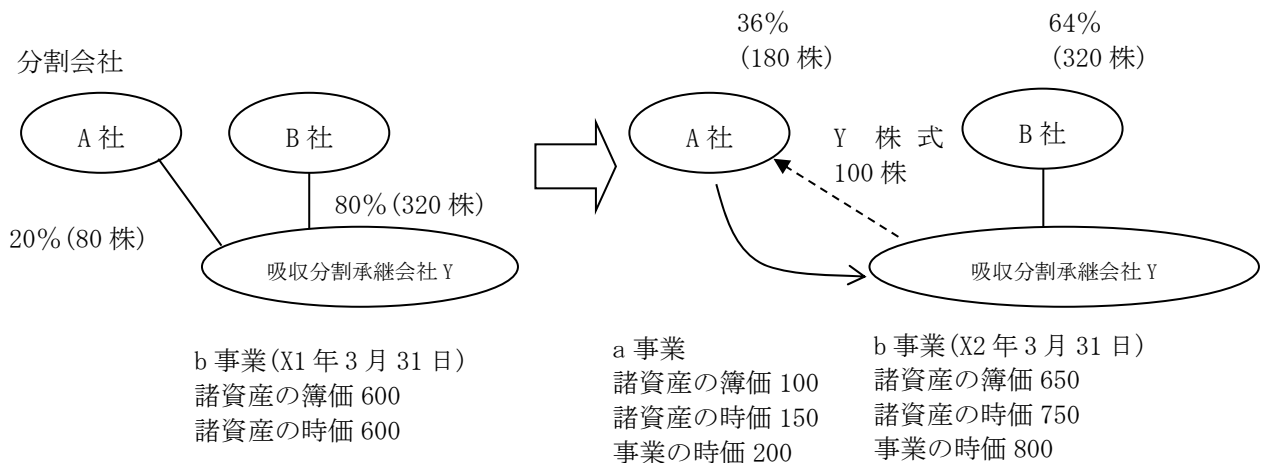 分割会社
A 社
B 社
20%(80 株)
80%(320 株)
吸収分割承継会社 Y
b 事業(X1 年 3 月 31 日)
諸資産の簿価 600
諸資産の時価 600
36%
(180 株)
64%
(320 株)
A 社
Y 株 式
100 株
B 社
吸収分割承継会社 Y
a 事業
諸資産の簿価 100
諸資産の時価 150
事業の時価 200
b 事業(X2 年 3 月 31 日)
諸資産の簿価 650
諸資産の時価 750
事業の時価 800